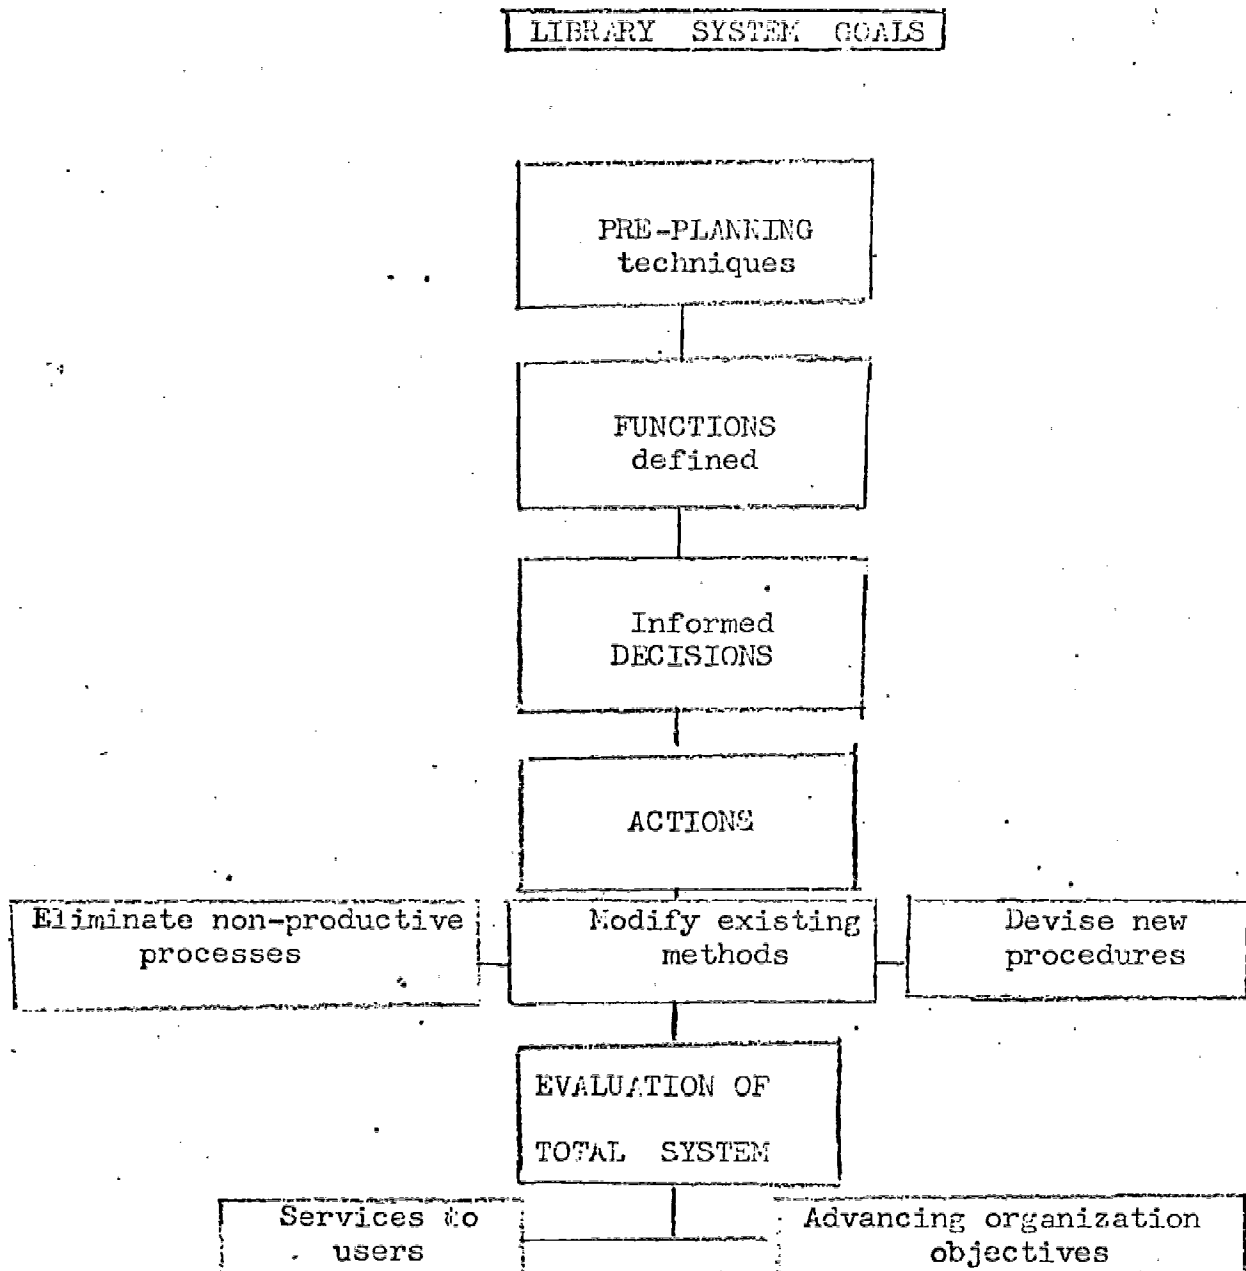 LIBRARY SYSTEM GOALS
PRE-PLANNING
techniques
FUNCTIONS
defined
Informed
DECISIONS
ACTIONS
Eliminate non-productive
processes
Modify existing
methods
Devise new
procedures
EVALUATION OF
TOTAL SYSTEM
Services to
users
Advancing organization
objectives